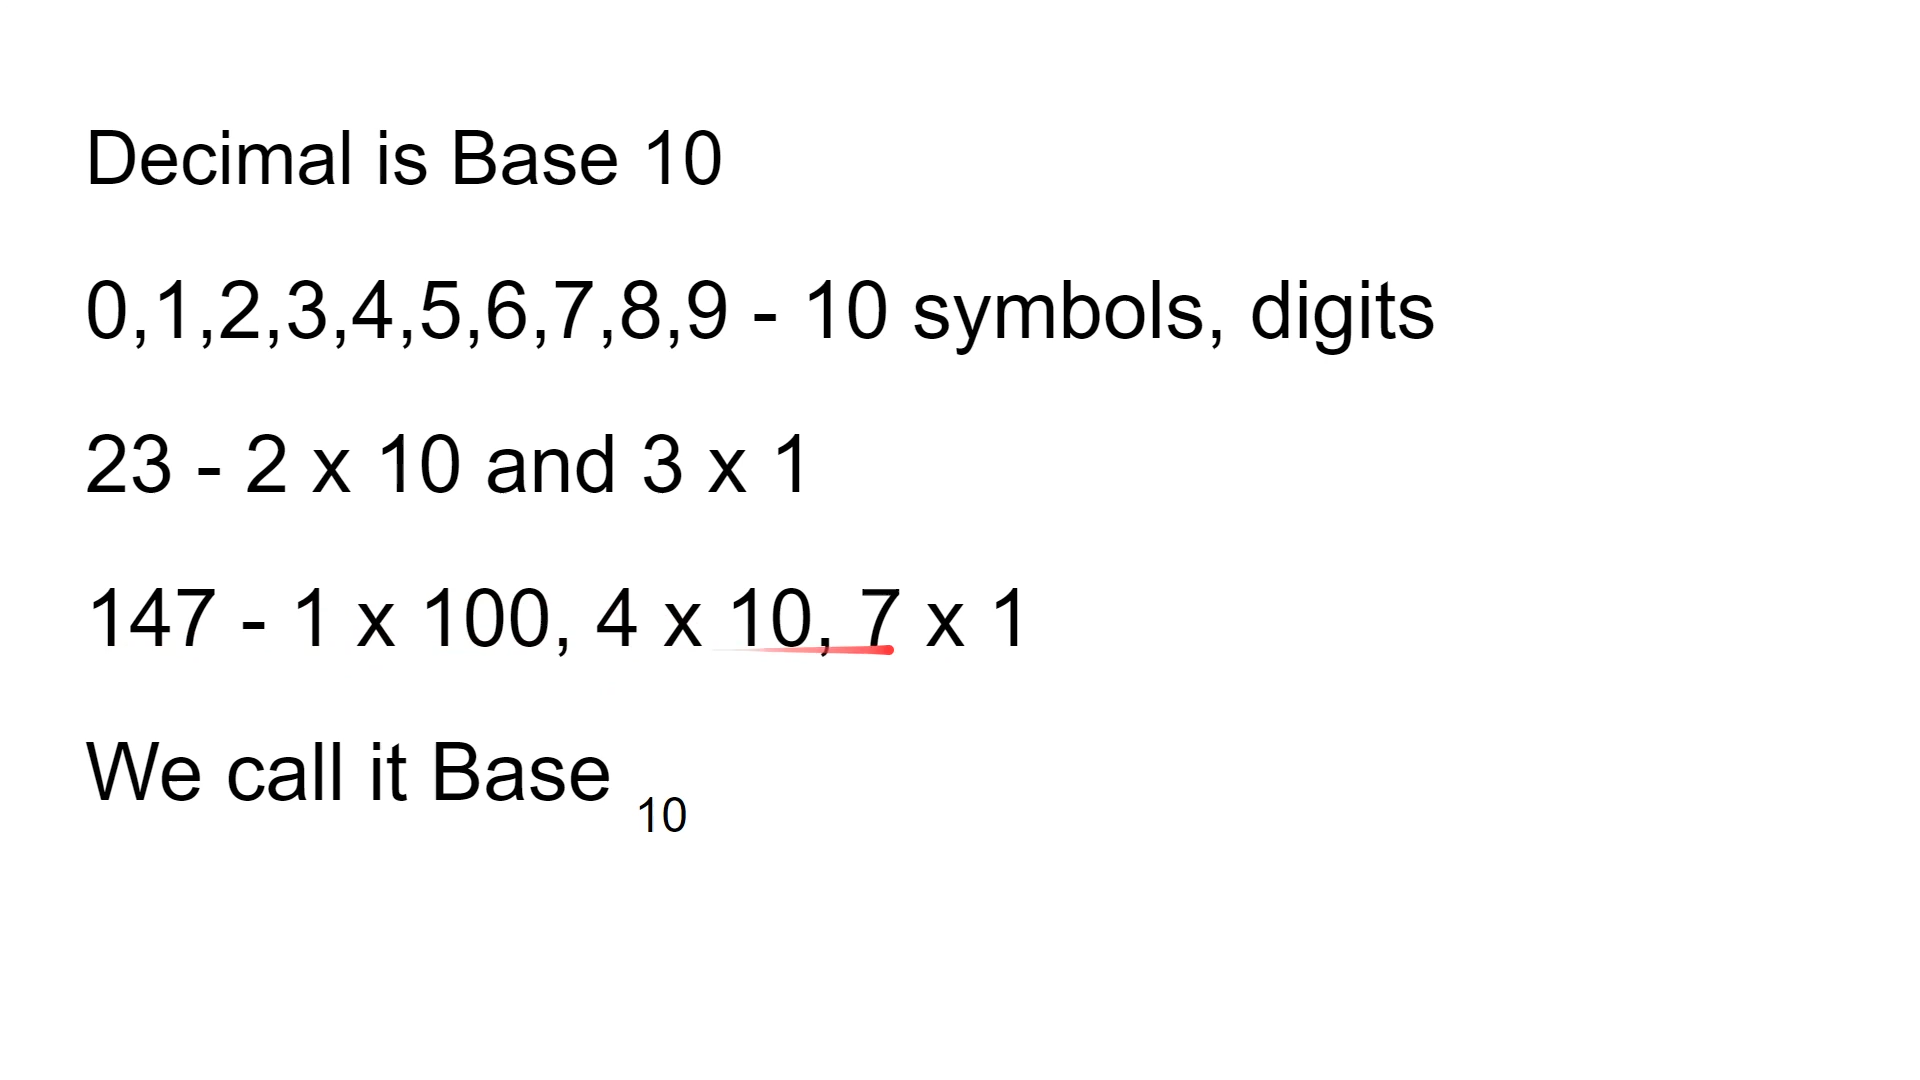 Decimal is Base 10
0,1,2,3,4,5,6,7,8,9 - 10 symbols, digits
23 - 2 x 10 and 3 x 1
147 - 1 x 100, 4 x 10, 7 x 1
We call it Base 10